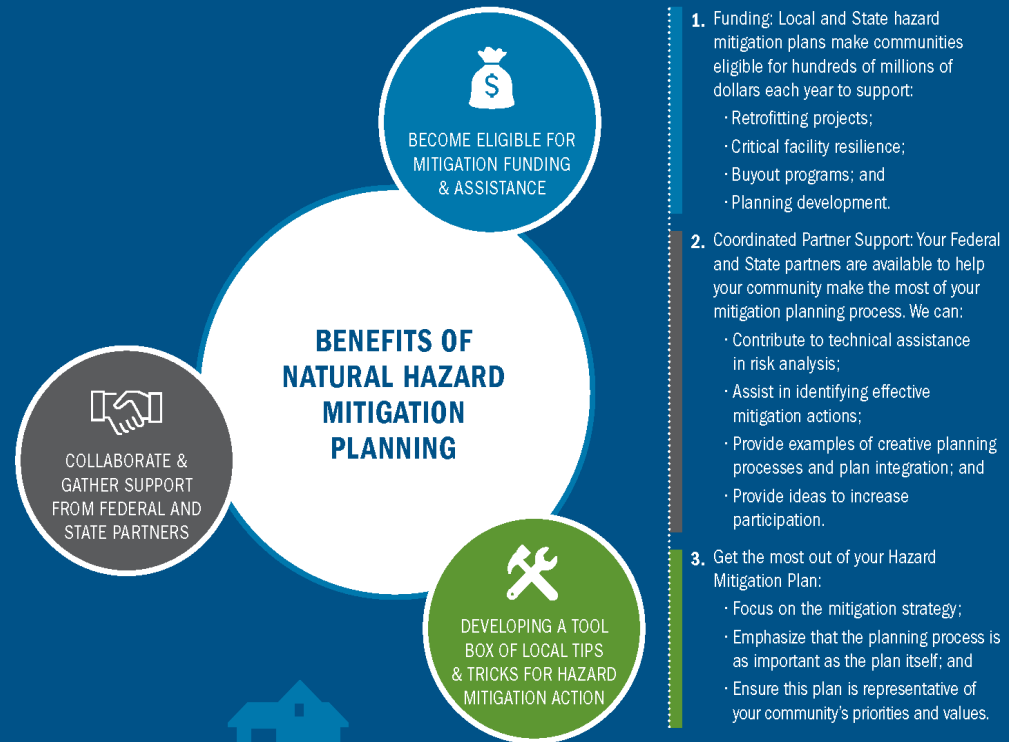 BECOME ELIGIBLE FOR
MITIGATION FUNDING
& ASSISTANCE
BENEFITS OF
NATURAL HAZARD
MITIGATION
PLANNING
COLLABORATE &
GATHER SUPPORT
FROM FEDERAL AND
STATE PARTNERS
DEVELOPING A TOOL
BOX OF LOCAL TIPS
& TRICKS FOR HAZARD
MITIGATION ACTION
1. Funding: Local and State hazard
mitigation plans make communities
eligible for hundreds of millions of
dollars each year to support:
· Retrofitting projects;
· Critical facility resilience;
· Buyout programs; and
· Planning development.
2. Coordinated Partner Support: Your Federal
and State partners are available to help
your community make the most of your
mitigation planning process. We can:
· Contribute to technical assistance
in risk analysis;
· Assist in identifying effective
mitigation actions;
· Provide examples of creative planning
processes and plan integration; and
· Provide ideas to increase
participation.
3. Get the most out of your Hazard
Mitigation Plan:
· Focus on the mitigation strategy;
· Emphasize that the planning process is
as important as the plan itself; and
· Ensure this plan is representative of
your community's priorities and values.
$